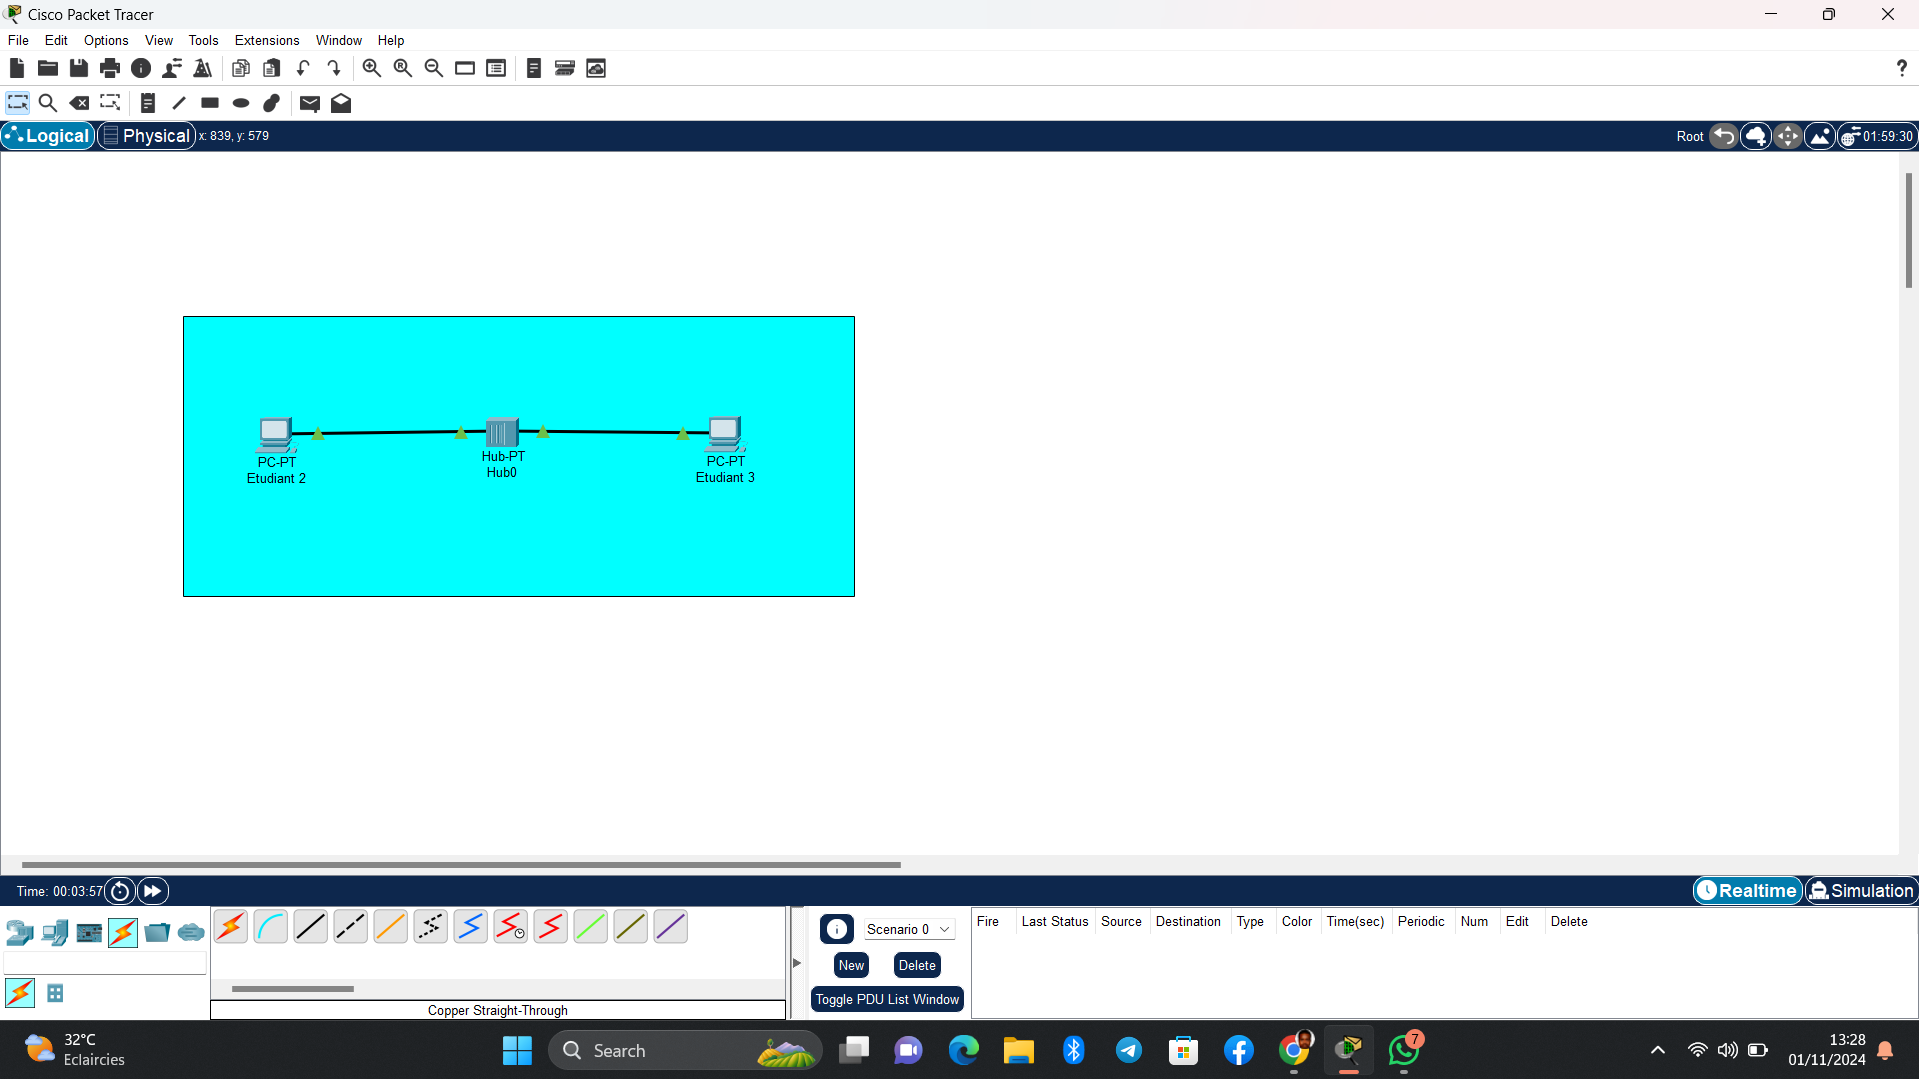 Cisco Packet Tracer
File Edit Options View Tools Extensions Window Help
?
Logical Physical x: 839, y: 579 Root 01:59:30
PC-PT
Etudiant 2
Hub-PT
Hub0
PC-PT
Etudiant 3
Time: 00:03:57 Realtime Simulation
Scenario 0
New Delete
Toggle PDU List Window
Fire Last Status Source Destination Type Color Time(sec) Periodic Num Edit Delete
Copper Straight-Through
32°C
Eclaircies
Search
7
13:28
01/11/2024